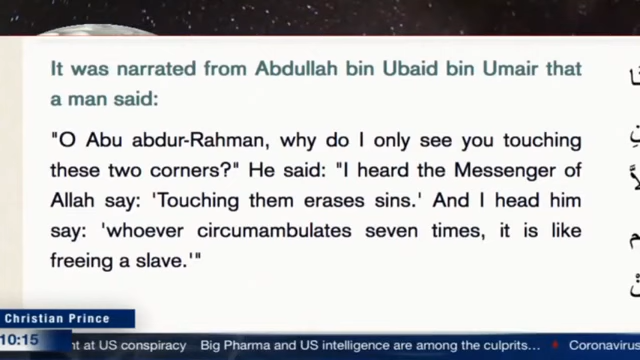 It was narrated from Abdullah bin Ubaid bin Umair that
a man said:
"O Abu abdur-Rahman, why do I only see you touching
these two corners?" He said: "I heard the Messenger of
Allah say: 'Touching them erases sins.' And I head him
say: 'whoever circumambulates seven times, it is like
freeing a slave.'"
Christian Prince
10:15 nt at US conspiracy Big Pharma and US intelligence are among the culprits... Coronavirus